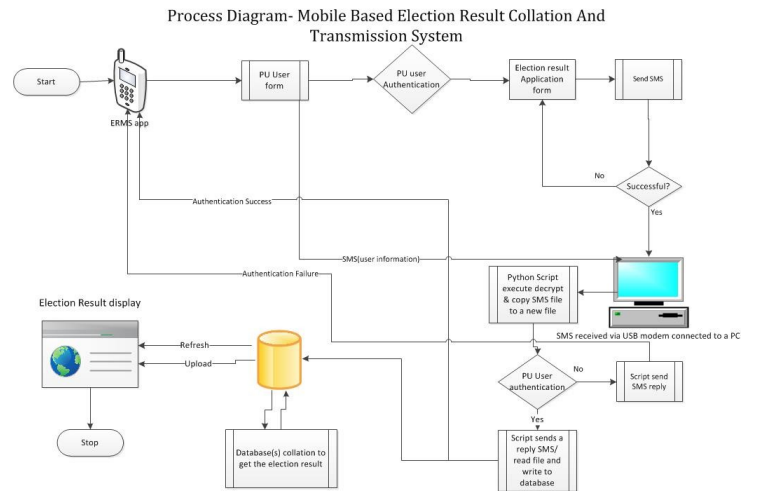 Process Diagram- Mobile Based Election Result Collation And
Transmission System
Start
ERMS app
PU User
form
PU user
Authentication
Election result
Application
form
Send SMS
No
Successful?
Yes
Authentication Success
SMS(user information)
Authentication Failure
Python Script
execute decrypt
& copy SMS file
to a new file
SMS received via USB modem connected to a PC
Election Result display
Refresh
Upload
PU User
authentication
No
Script send
SMS reply
Yes
Stop
Database(s) collation to
get the election result
Script sends a
reply SMS/
read file and
write to
database